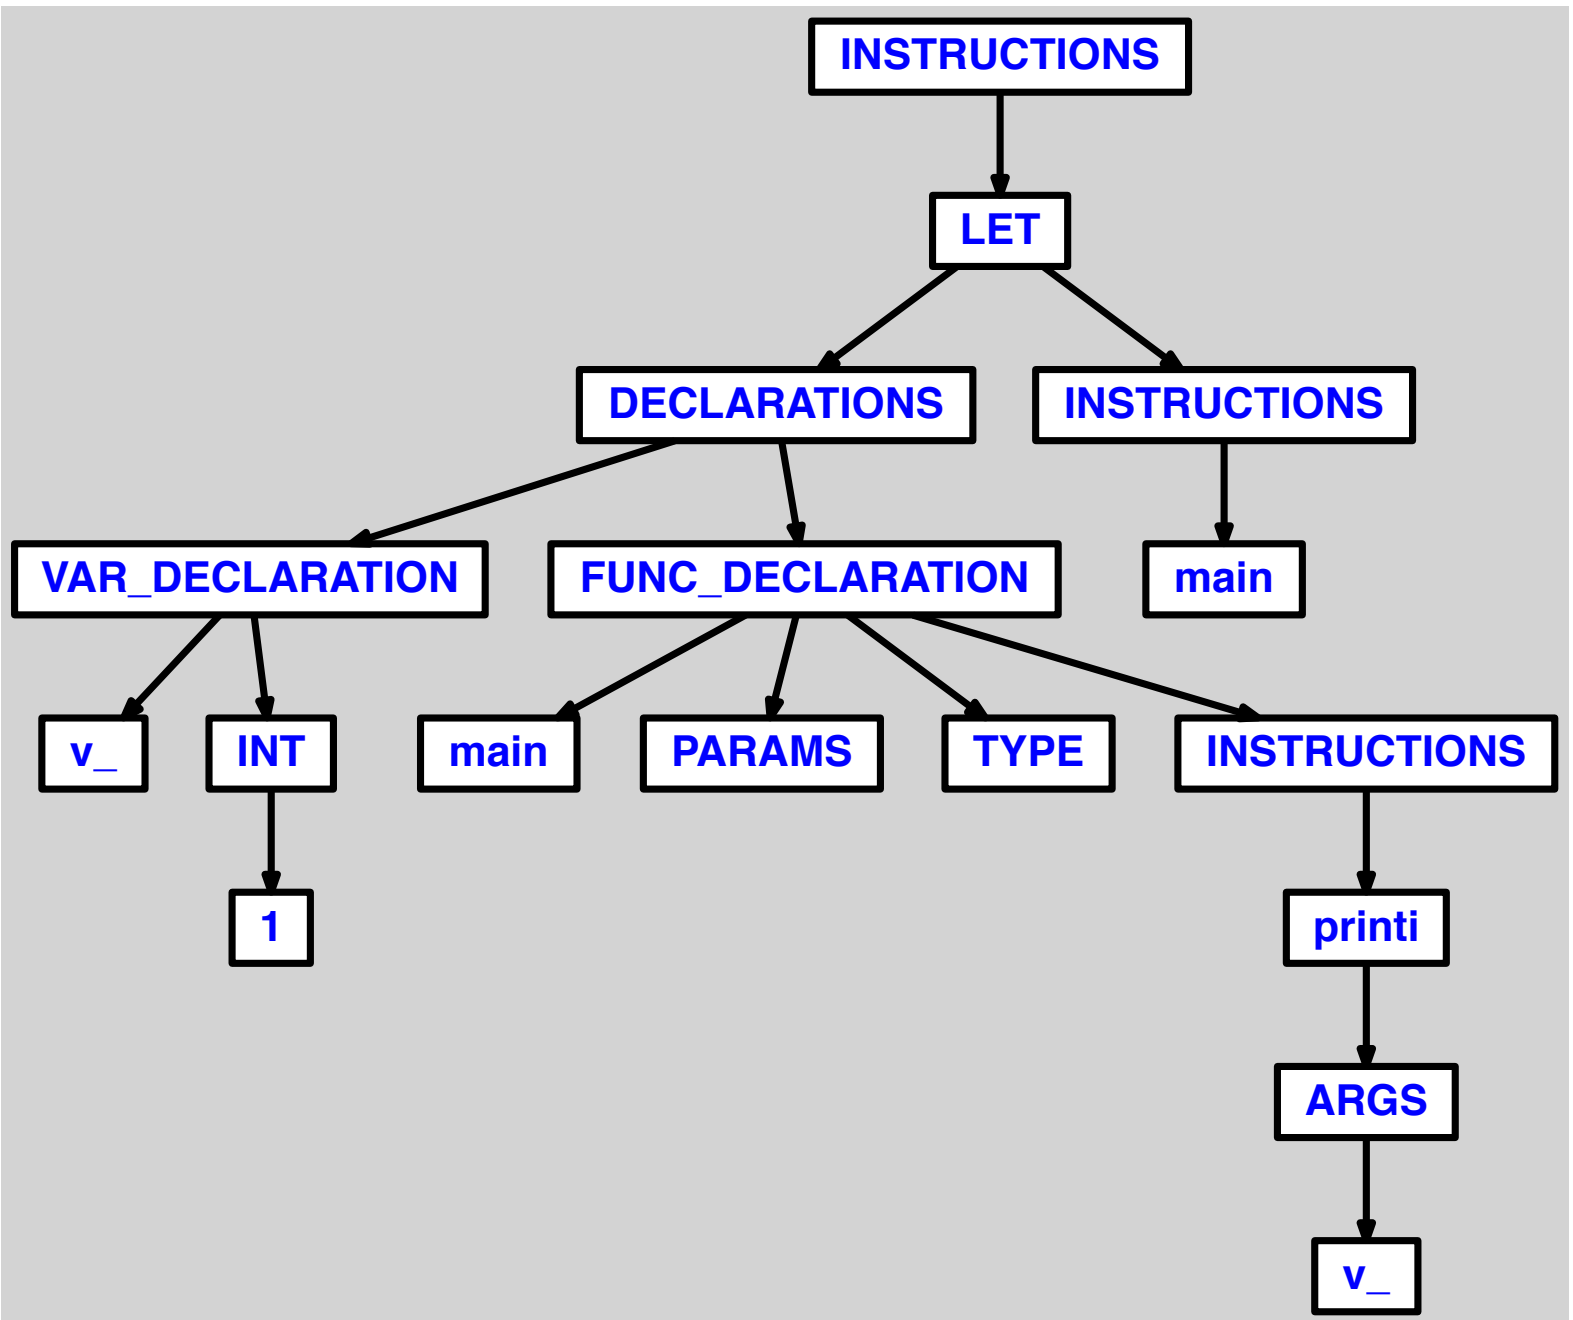 INSTRUCTIONS
LET
DECLARATIONS
INSTRUCTIONS
VAR_DECLARATION
FUNC_DECLARATION
main
v_
INT
main
PARAMS
TYPE
INSTRUCTIONS
1
printi
ARGS
v_